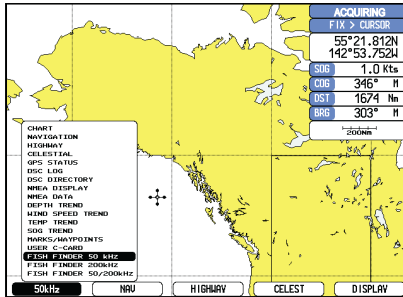 ACQUIRING
FIX > CURSOR
55°21.812N
142°53.752W
SOG 1.0 Kts
COG 346° M
DST 1674 Nm
BRG 303° M
200Nm
CHART
NAVIGATION
HIGHWAY
CELESTIAL
GPS STATUS
DSC LOG
DSC DIRECTORY
NMEA DISPLAY
NMEA DATA
DEPTH TREND
WIND SPEED TREND
TEMP TREND
SOG TREND
MARKS/WAYPOINTS
USER C-CARD
FISH FINDER 50 kHz
FISH FINDER 200kHz
FISH FINDER 50/200kHz
50kHz NAV HIGHWAY CELEST DISPLAY